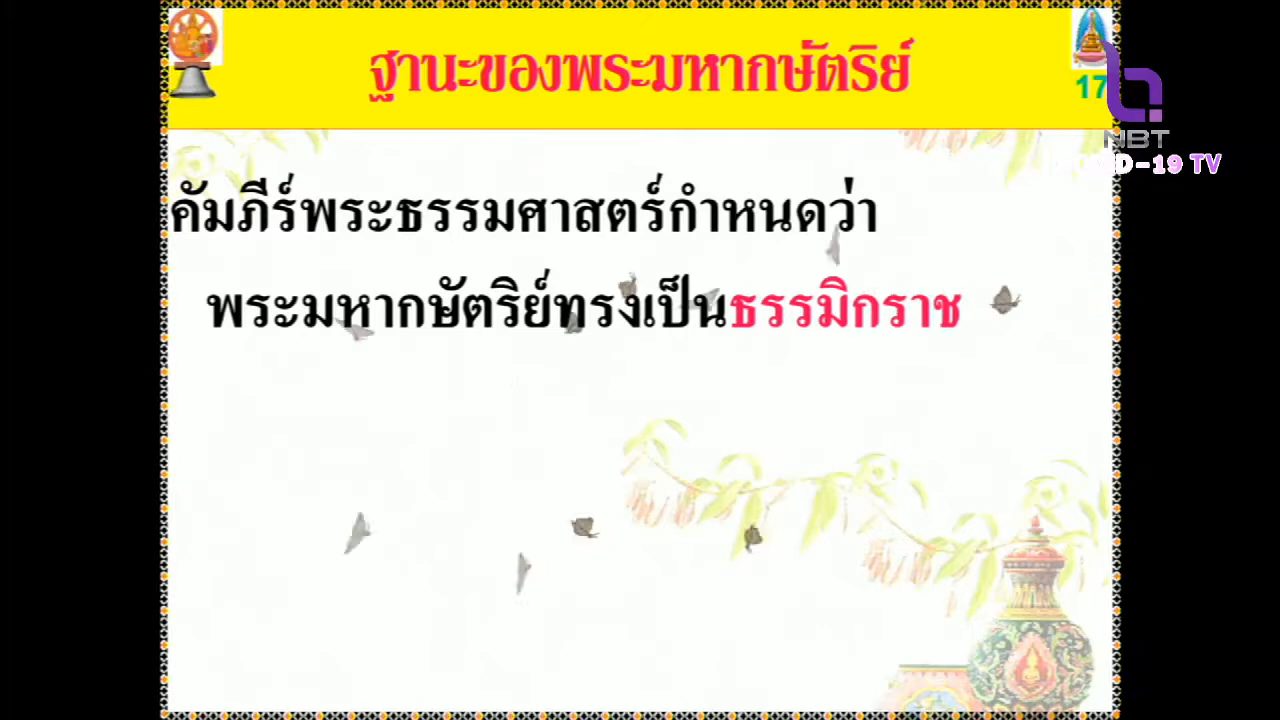 ฐานะของพระมหากษัตริย์
17
NBT
COVID-19 TV
คัมภีร์พระธรรมศาสตร์กำหนดว่า
พระมหากษัตริย์ทรงเป็นธรรมิกราช